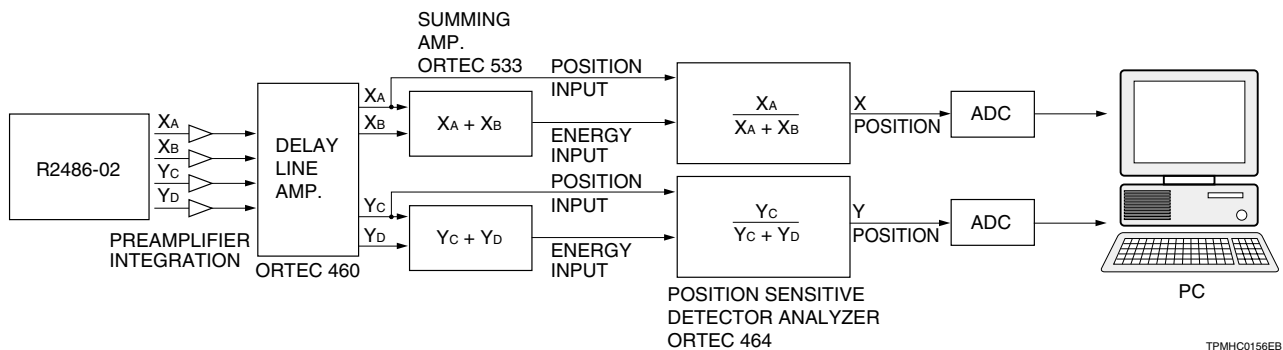 SUMMING
AMP.
ORTEC 533
POSITION
INPUT
XA
XB
YC
YD
R2486-02
PREAMPLIFIER
INTEGRATION
DELAY
LINE
AMP.
ORTEC 460
XA
XB
XA + XB
ENERGY
INPUT
XA
XA + XB
X
POSITION
ADC
YC
YD
YC + YD
POSITION
INPUT
ENERGY
INPUT
YC
YC + YD
Y
POSITION
ADC
POSITION SENSITIVE
DETECTOR ANALYZER
ORTEC 464
PC
TPMHC0156EB